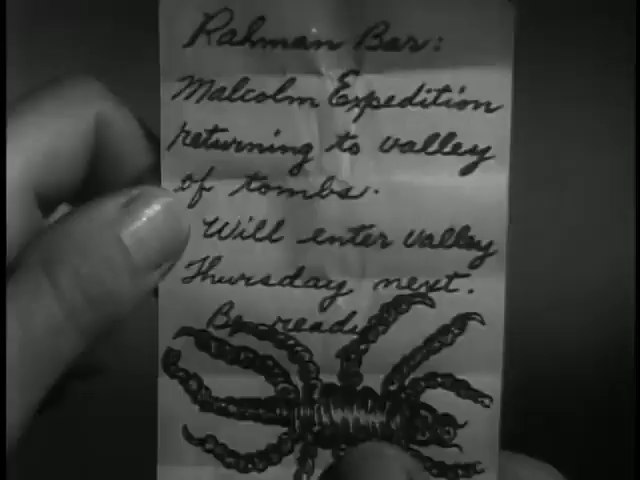 Rahman Bar:
Malcolm Expedition
returning to valley
of tombs.
Will enter valley
Thursday next.
Be ready